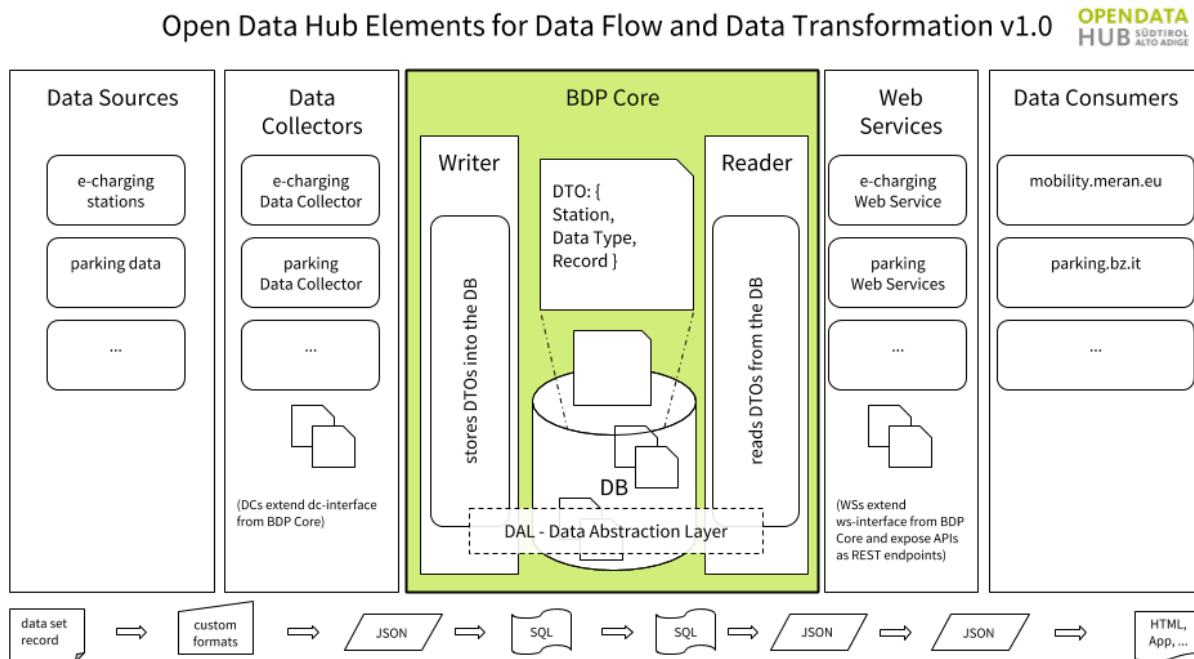 Open Data Hub Elements for Data Flow and Data Transformation v1.0
OPENDATA
HUB SÜDTIROL
ALTO ADIGE
Data Sources
e-charging
stations
parking data
...
Data
Collectors
e-charging
Data Collector
parking
Data Collector
...
(DCs extend dc-interface
from BDP Core)
BDP Core
Writer
stores DTOs into the DB
DTO: {
Station,
Data Type,
Record }
DB
DAL - Data Abstraction Layer
Reader
reads DTOs from the DB
Web
Services
e-charging
Web Service
parking
Web Services
...
(WSs extend
ws-interface from BDP
Core and expose APIs
as REST endpoints)
Data Consumers
mobility.meran.eu
parking.bz.it
...
data set
record
custom
formats
JSON
SQL
SQL
JSON
JSON
HTML,
App, ...